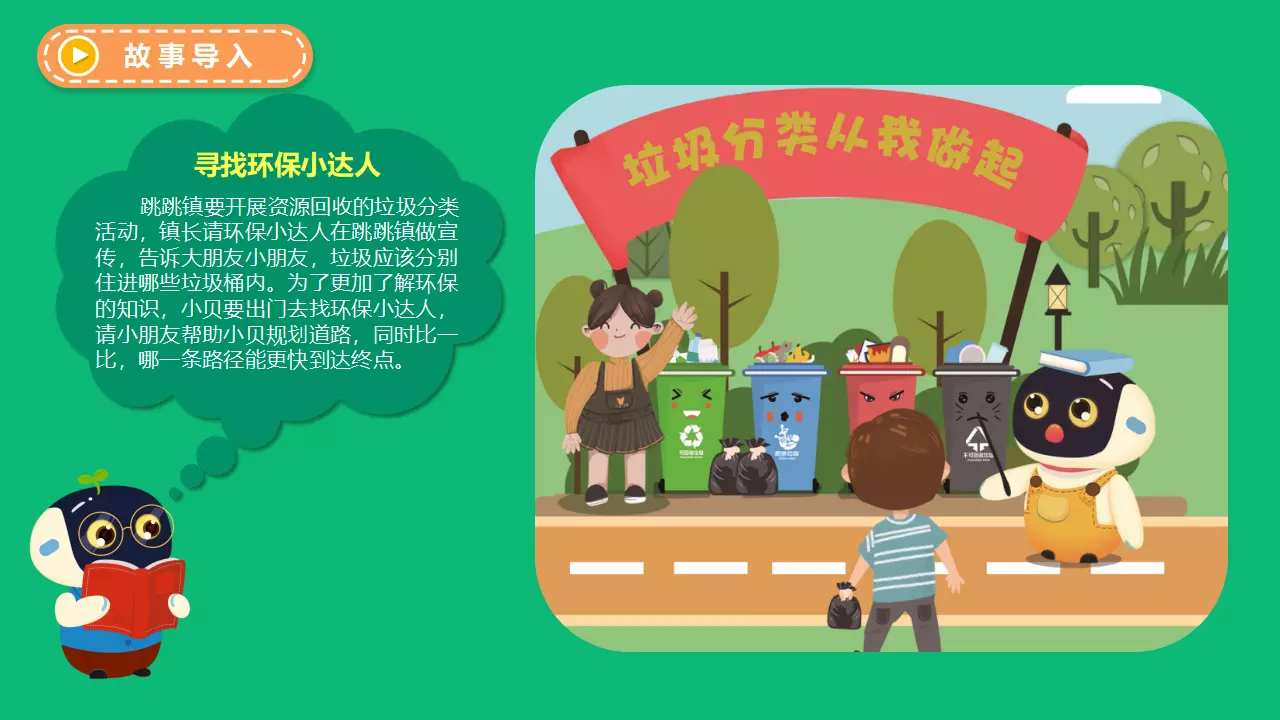 故事导入
寻找环保小达人
跳跳镇要开展资源回收的垃圾分类
活动，镇长请环保小达人在跳跳镇做宣
传，告诉大朋友小朋友，垃圾应该分别
住进哪些垃圾桶内。为了更加了解环保
的知识，小贝要出门去找环保小达人，
请小朋友帮助小贝规划道路，同时比一
比，哪一条路径能更快到达终点。
垃圾分类从我做起
可回收垃圾
厨房垃圾
不可回收垃圾